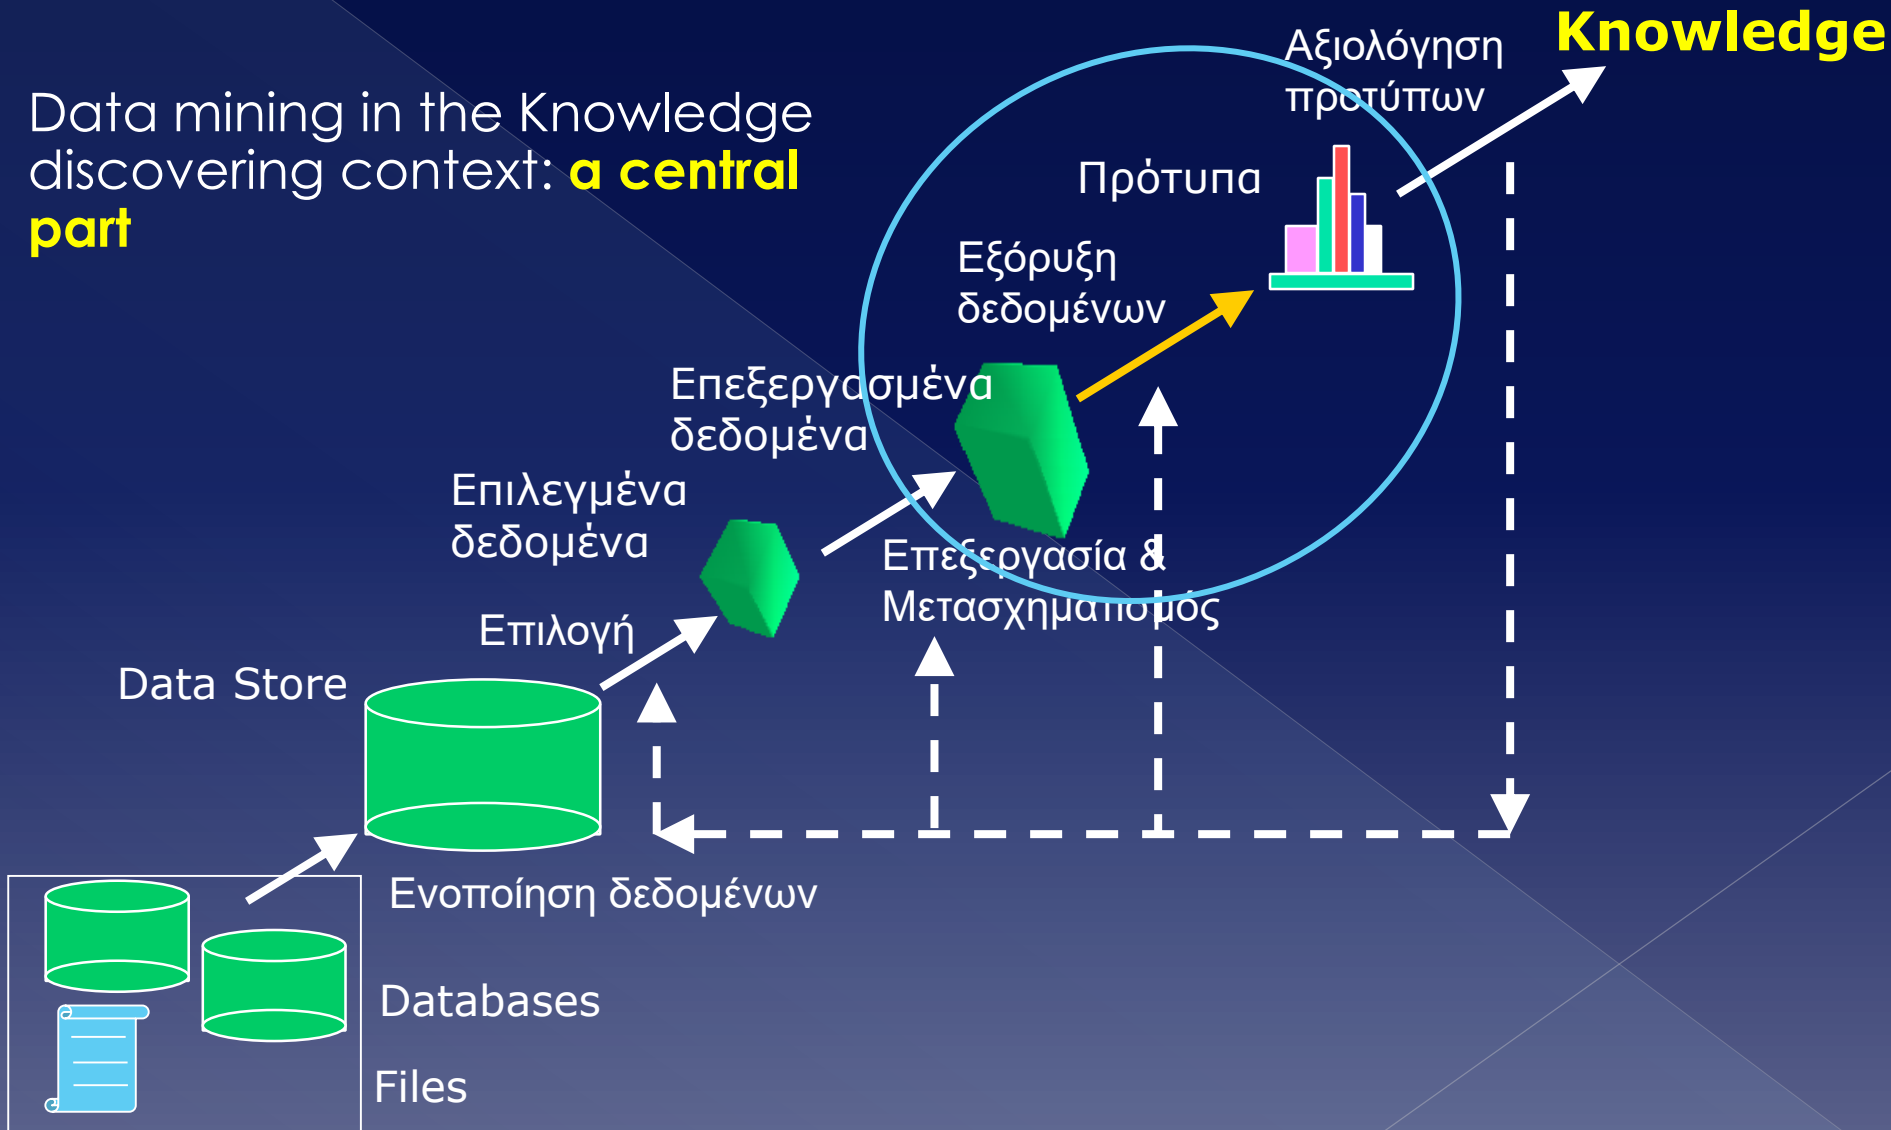 Data mining in the Knowledge
discovering context: a central
part
Knowledge
Αξιολόγηση
προτύπων
Πρότυπα
Εξόρυξη
δεδομένων
Επεξεργασμένα
δεδομένα
Επιλεγμένα
δεδομένα
Επεξεργασία &
Μετασχηματισμός
Επιλογή
Data Store
Ενοποίηση δεδομένων
Databases
Files